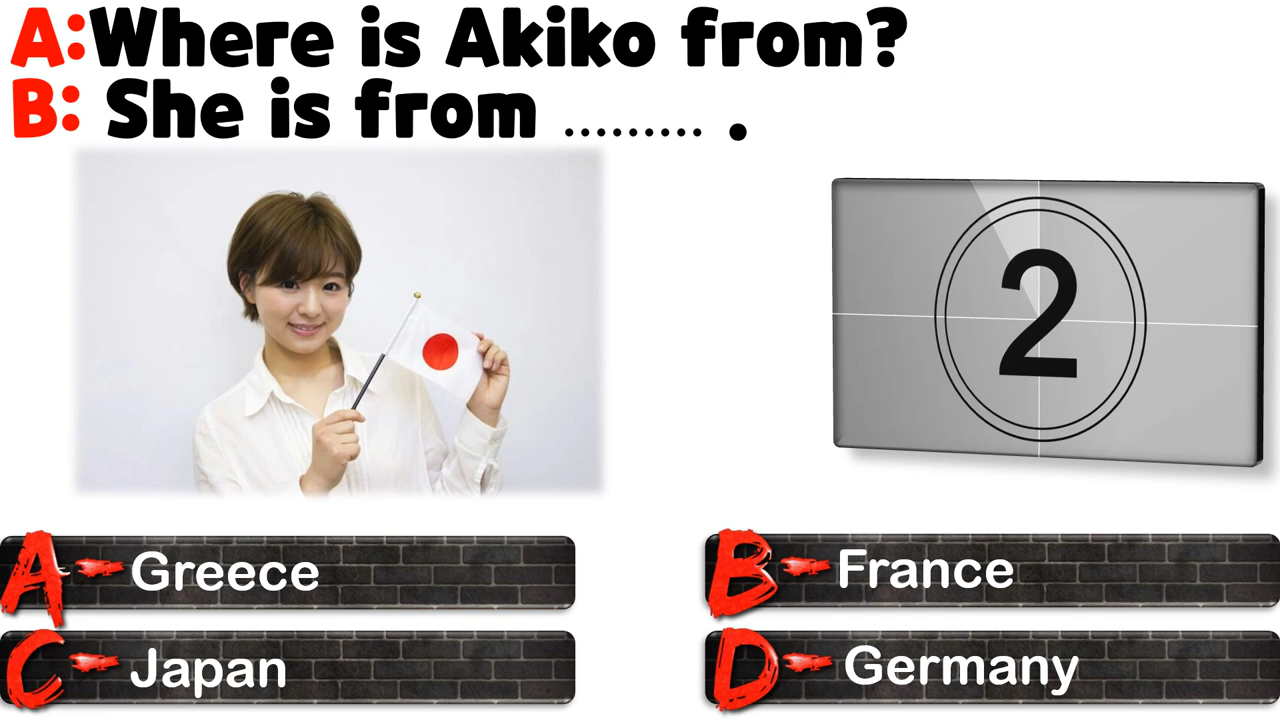 A:Where is Akiko from?
B: She is from ......... .
2
A- Greece
B- France
C- Japan
D- Germany